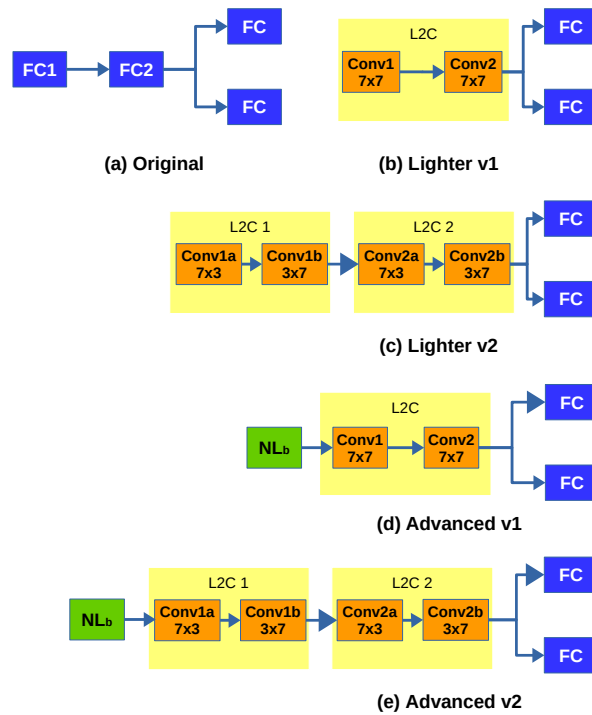 FC
FC1
FC2
FC
(a) Original
L2C
Conv1
7x7
Conv2
7x7
FC
FC
(b) Lighter v1
L2C 1
Conv1a
7x3
Conv1b
3x7
L2C 2
Conv2a
7x3
Conv2b
3x7
FC
FC
(c) Lighter v2
NLb
L2C
Conv1
7x7
Conv2
7x7
FC
FC
(d) Advanced v1
NLb
L2C 1
Conv1a
7x3
Conv1b
3x7
L2C 2
Conv2a
7x3
Conv2b
3x7
FC
FC
(e) Advanced v2